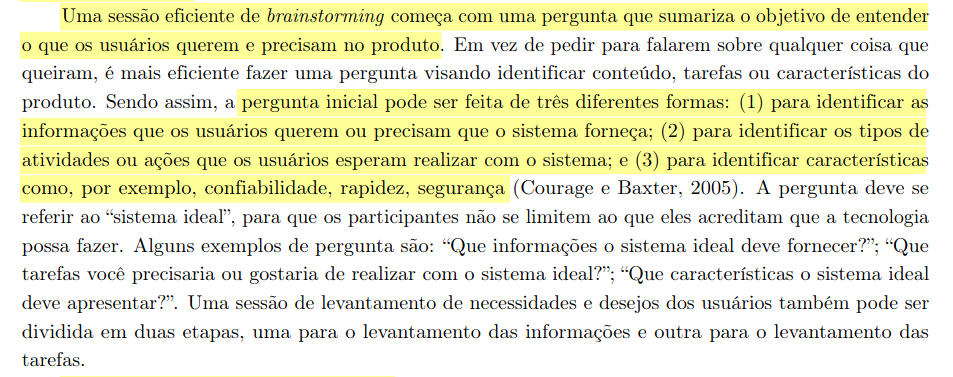 Uma sessão eficiente de brainstorming começa com uma pergunta que sumariza o objetivo de entender
o que os usuários querem e precisam no produto. Em vez de pedir para falarem sobre qualquer coisa que
queiram, é mais eficiente fazer uma pergunta visando identificar conteúdo, tarefas ou características do
produto. Sendo assim, a pergunta inicial pode ser feita de três diferentes formas: (1) para identificar as
informações que os usuários querem ou precisam que o sistema forneça; (2) para identificar os tipos de
atividades ou ações que os usuários esperam realizar com o sistema; e (3) para identificar características
como, por exemplo, confiabilidade, rapidez, segurança (Courage e Baxter, 2005). A pergunta deve se
referir ao “sistema ideal”, para que os participantes não se limitem ao que eles acreditam que a tecnologia
possa fazer. Alguns exemplos de pergunta são: “Que informações o sistema ideal deve fornecer?”; “Que
tarefas você precisaria ou gostaria de realizar com o sistema ideal?”; “Que características o sistema ideal
deve apresentar?”. Uma sessão de levantamento de necessidades e desejos dos usuários também pode ser
dividida em duas etapas, uma para o levantamento das informações e outra para o levantamento das
tarefas.